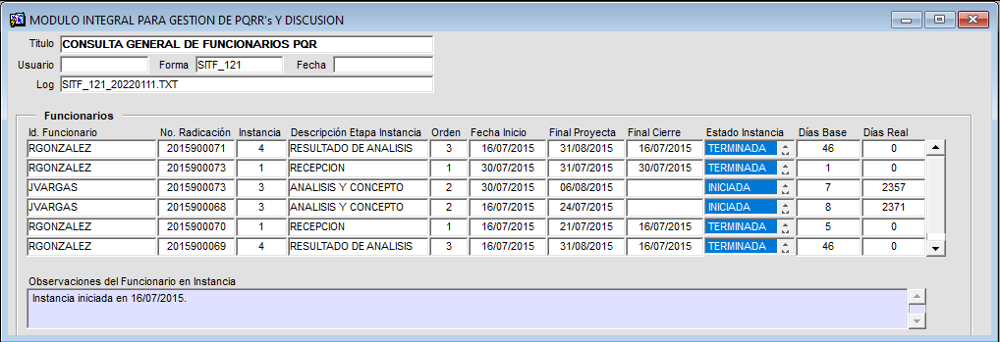 MODULO INTEGRAL PARA GESTION DE PQRR's Y DISCUSION
Titulo CONSULTA GENERAL DE FUNCIONARIOS PQR
Usuario Forma SITF_121 Fecha
Log SITF_121_20220111.TXT
Funcionarios
Id. Funcionario No. Radicación Instancia Descripción Etapa Instancia Orden Fecha Inicio Final Proyecta Final Cierre Estado Instancia Días Base Días Real
RGONZALEZ 2015900071 4 RESULTADO DE ANALISIS 3 16/07/2015 31/08/2015 16/07/2015 TERMINADA 46 0
RGONZALEZ 2015900073 1 RECEPCION 1 30/07/2015 31/07/2015 30/07/2015 TERMINADA 1 0
JVARGAS 2015900073 3 ANALISIS Y CONCEPTO 2 30/07/2015 06/08/2015 INICIADA 7 2357
JVARGAS 2015900068 3 ANALISIS Y CONCEPTO 2 16/07/2015 24/07/2015 INICIADA 8 2371
RGONZALEZ 2015900070 1 RECEPCION 1 16/07/2015 21/07/2015 16/07/2015 TERMINADA 5 0
RGONZALEZ 2015900069 4 RESULTADO DE ANALISIS 3 16/07/2015 31/08/2015 16/07/2015 TERMINADA 46 0
Observaciones del Funcionario en Instancia
Instancia iniciada en 16/07/2015.